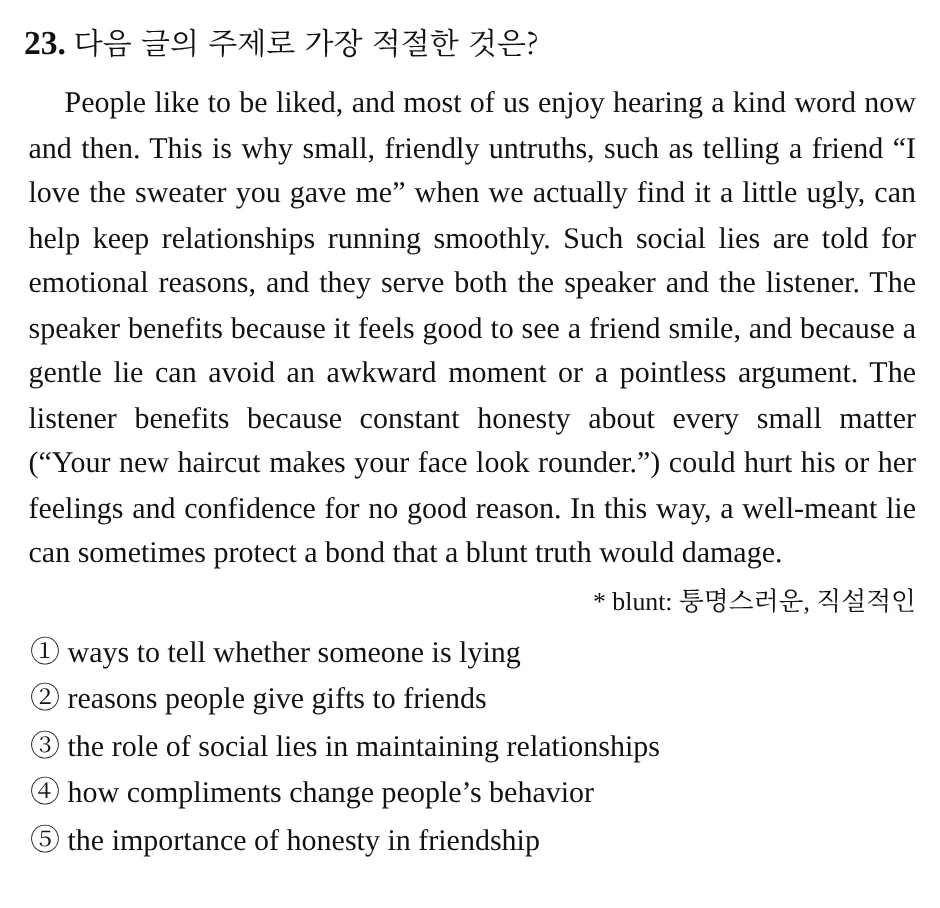 23. 다음 글의 주제로 가장 적절한 것은?
People like to be liked, and most of us enjoy hearing a kind word now
and then. This is why small, friendly untruths, such as telling a friend “I
love the sweater you gave me” when we actually find it a little ugly, can
help keep relationships running smoothly. Such social lies are told for
emotional reasons, and they serve both the speaker and the listener. The
speaker benefits because it feels good to see a friend smile, and because a
gentle lie can avoid an awkward moment or a pointless argument. The
listener benefits because constant honesty about every small matter
(“Your new haircut makes your face look rounder.”) could hurt his or her
feelings and confidence for no good reason. In this way, a well-meant lie
can sometimes protect a bond that a blunt truth would damage.
* blunt: 퉁명스러운, 직설적인
① ways to tell whether someone is lying
② reasons people give gifts to friends
③ the role of social lies in maintaining relationships
④ how compliments change people’s behavior
⑤ the importance of honesty in friendship